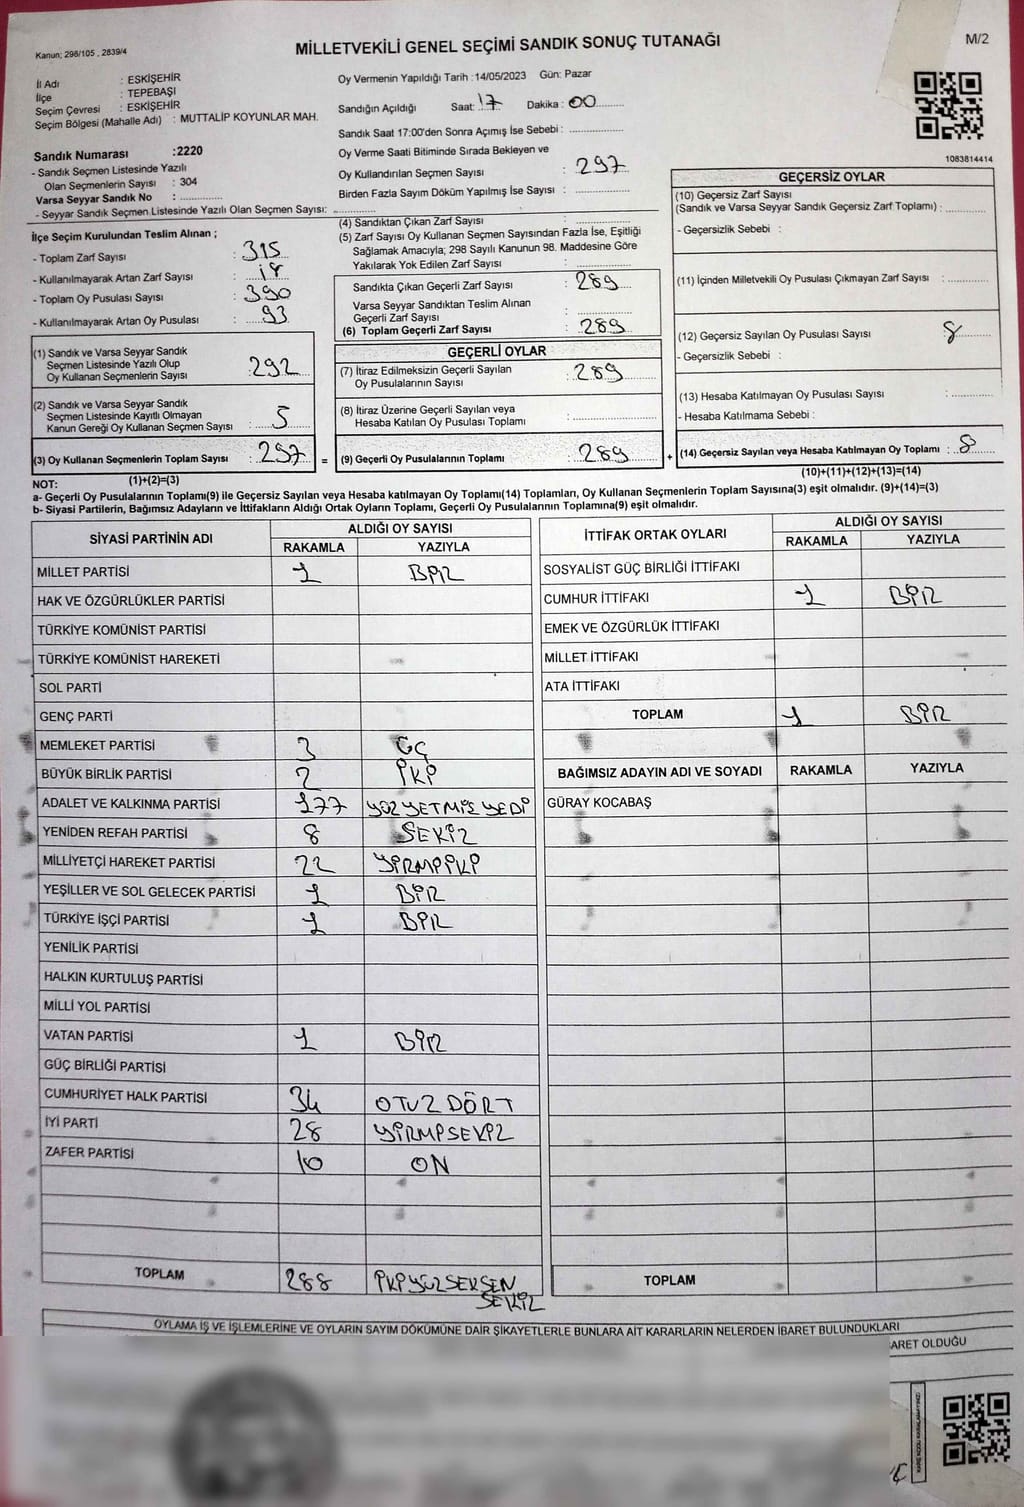 Kanun; 298/105 , 2839/4
MİLLETVEKİLİ GENEL SEÇİMİ SANDIK SONUÇ TUTANAĞI
M/2
İl Adı : ESKİŞEHİR
İlçe : TEPEBAŞI
Seçim Çevresi : ESKİŞEHİR
Seçim Bölgesi (Mahalle Adı) : MUTTALİP KOYUNLAR MAH.
Sandık Numarası :2220
- Sandık Seçmen Listesinde Yazılı
Olan Seçmenlerin Sayısı : 304
Varsa Seyyar Sandık No :
- Seyyar Sandık Seçmen Listesinde Yazılı Olan Seçmen Sayısı:
Oy Vermenin Yapıldığı Tarih :14/05/2023 Gün: Pazar
Sandığın Açıldığı Saat: 17 Dakika : 00
Sandık Saat 17:00'den Sonra Açımış İse Sebebi :
Oy Verme Saati Bitiminde Sırada Bekleyen ve
Oy Kullandırılan Seçmen Sayısı : 297
Birden Fazla Sayım Döküm Yapılmış İse Sayısı :
1083814414
İlçe Seçim Kurulundan Teslim Alınan ;
- Toplam Zarf Sayısı : 315
- Kullanılmayarak Artan Zarf Sayısı : 18
- Toplam Oy Pusulası Sayısı : 390
- Kullanılmayarak Artan Oy Pusulası : 93
(1) Sandık ve Varsa Seyyar Sandık
Seçmen Listesinde Yazılı Olup
Oy Kullanan Seçmenlerin Sayısı : 292
(2) Sandık ve Varsa Seyyar Sandık
Seçmen Listesinde Kayıtlı Olmayan
Kanun Gereği Oy Kullanan Seçmen Sayısı : 5
(3) Oy Kullanan Seçmenlerin Toplam Sayısı : 297 =
(1)+(2)=(3)
(4) Sandıktan Çıkan Zarf Sayısı :
(5) Zarf Sayısı Oy Kullanan Seçmen Sayısından Fazla İse, Eşitliği
Sağlamak Amacıyla; 298 Sayılı Kanunun 98. Maddesine Göre
Yakılarak Yok Edilen Zarf Sayısı :
Sandıkta Çıkan Geçerli Zarf Sayısı : 289
Varsa Seyyar Sandıktan Teslim Alınan
Geçerli Zarf Sayısı :
(6) Toplam Geçerli Zarf Sayısı : 289
GEÇERLİ OYLAR
(7) İtiraz Edilmeksizin Geçerli Sayılan
Oy Pusulalarının Sayısı : 289
(8) İtiraz Üzerine Geçerli Sayılan veya
Hesaba Katılan Oy Pusulası Toplamı :
(9) Geçerli Oy Pusulalarının Toplamı : 289 +
GEÇERSİZ OYLAR
(10) Geçersiz Zarf Sayısı
(Sandık ve Varsa Seyyar Sandık Geçersiz Zarf Toplamı) :
- Geçersizlik Sebebi :
(11) İçinden Milletvekili Oy Pusulası Çıkmayan Zarf Sayısı :
(12) Geçersiz Sayılan Oy Pusulası Sayısı 8
- Geçersizlik Sebebi :
(13) Hesaba Katılmayan Oy Pusulası Sayısı :
- Hesaba Katılmama Sebebi :
(14) Geçersiz Sayılan veya Hesaba Katılmayan Oy Toplamı : 8
(10)+(11)+(12)+(13)=(14)
NOT:
a- Geçerli Oy Pusulalarının Toplamı(9) ile Geçersiz Sayılan veya Hesaba katılmayan Oy Toplamı(14) Toplamları, Oy Kullanan Seçmenlerin Toplam Sayısına(3) eşit olmalıdır. (9)+(14)=(3)
b- Siyasi Partilerin, Bağımsız Adayların ve İttifakların Aldığı Ortak Oyların Toplamı, Geçerli Oy Pusulalarının Toplamına(9) eşit olmalıdır.
SİYASİ PARTİNİN ADI ALDIĞI OY SAYISI
RAKAMLA YAZIYLA
MİLLET PARTİSİ 1 BİR
HAK VE ÖZGÜRLÜKLER PARTİSİ
TÜRKİYE KOMÜNİST PARTİSİ
TÜRKİYE KOMÜNİST HAREKETİ
SOL PARTİ
GENÇ PARTİ
MEMLEKET PARTİSİ 3 ÜÇ
BÜYÜK BİRLİK PARTİSİ 2 İKİ
ADALET VE KALKINMA PARTİSİ 177 YÜZ YETMİŞ YEDİ
YENİDEN REFAH PARTİSİ 8 SEKİZ
MİLLİYETÇİ HAREKET PARTİSİ 22 YİRMİ İKİ
YEŞİLLER VE SOL GELECEK PARTİSİ 1 BİR
TÜRKİYE İŞÇİ PARTİSİ 1 BİR
YENİLİK PARTİSİ
HALKIN KURTULUŞ PARTİSİ
MİLLİ YOL PARTİSİ
VATAN PARTİSİ 1 BİR
GÜÇ BİRLİĞİ PARTİSİ
CUMHURİYET HALK PARTİSİ 34 OTUZ DÖRT
İYİ PARTİ 28 YİRMİ SEKİZ
ZAFER PARTİSİ 10 ON
TOPLAM 288 İKİ YÜZ SEKSEN
SEKİZ
İTTİFAK ORTAK OYLARI ALDIĞI OY SAYISI
RAKAMLA YAZIYLA
SOSYALİST GÜÇ BİRLİĞİ İTTİFAKI
CUMHUR İTTİFAKI 1 BİR
EMEK VE ÖZGÜRLÜK İTTİFAKI
MİLLET İTTİFAKI
ATA İTTİFAKI
TOPLAM 1 BİR
BAĞIMSIZ ADAYIN ADI VE SOYADI RAKAMLA YAZIYLA
GÜRAY KOCABAŞ
TOPLAM
OYLAMA İŞ VE İŞLEMLERİNE VE OYLARIN SAYIM DÖKÜMÜNE DAİR ŞİKAYETLERLE BUNLARA AİT KARARLARIN NELERDEN İBARET BULUNDUKLARI
ARET OLDUĞU